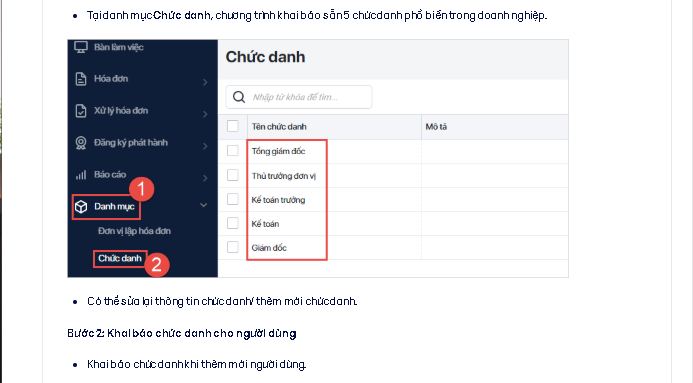 Tại danh mục Chức danh, chương trình khai báo sẵn 5 chức danh phổ biến trong doanh nghiệp.
Bàn làm việc
Hóa đơn
Xử lý hóa đơn
Đăng ký phát hành
Báo cáo
1
Danh mục
Đơn vị lập hóa đơn
Chức danh
2
Chức danh
Nhập từ khóa để tìm...
Tên chức danh
Mô tả
Tổng giám đốc
Thủ trưởng đơn vị
Kế toán trưởng
Kế toán
Giám đốc
Có thể sửa lại thông tin chức danh/ thêm mới chức danh.
Bước 2: Khai báo chức danh cho người dùng
Khai báo chức danh khi thêm mới người dùng.